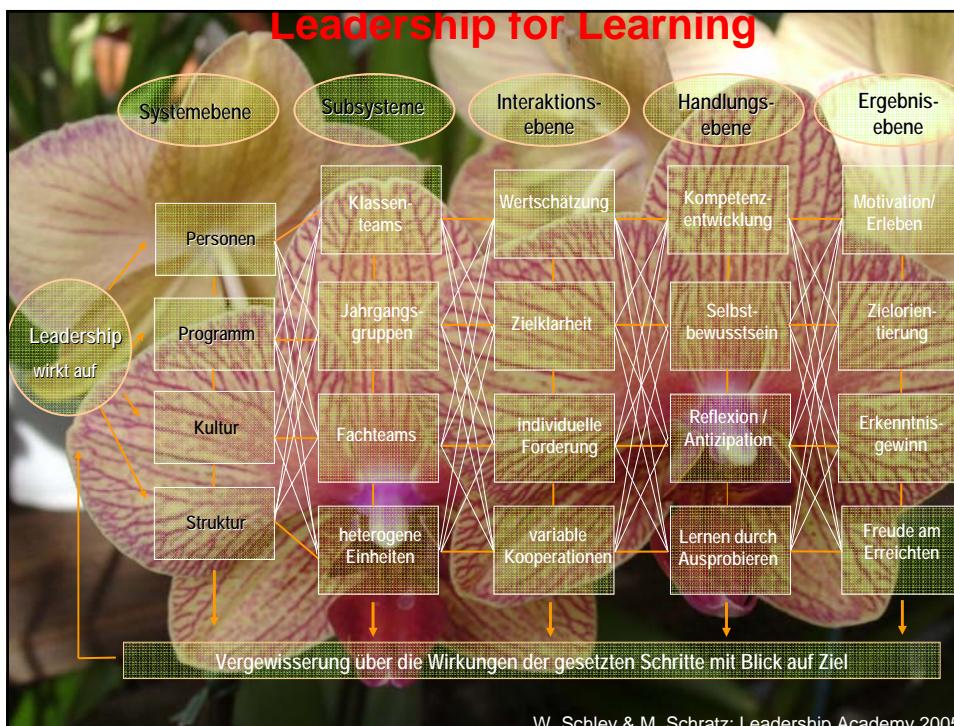 Leadership for Learning
Systemebene
Subsysteme
Interaktions-
ebene
Handlungs-
ebene
Ergebnis-
ebene
Leadership
wirkt auf
Personen
Programm
Kultur
Struktur
Klassen-
teams
Jahrgangs-
gruppen
Fachteams
heterogene
Einheiten
Wertschätzung
Zielklarheit
individuelle
Förderung
variable
Kooperationen
Kompetenz-
entwicklung
Selbst-
bewusstsein
Reflexion /
Antizipation
Lernen durch
Ausprobieren
Motivation/
Erleben
Zielorien-
tierung
Erkenntnis-
gewinn
Freude am
Erreichten
Vergewisserung über die Wirkungen der gesetzten Schritte mit Blick auf Ziel
W. Schley & M. Schratz: Leadership Academy 2005